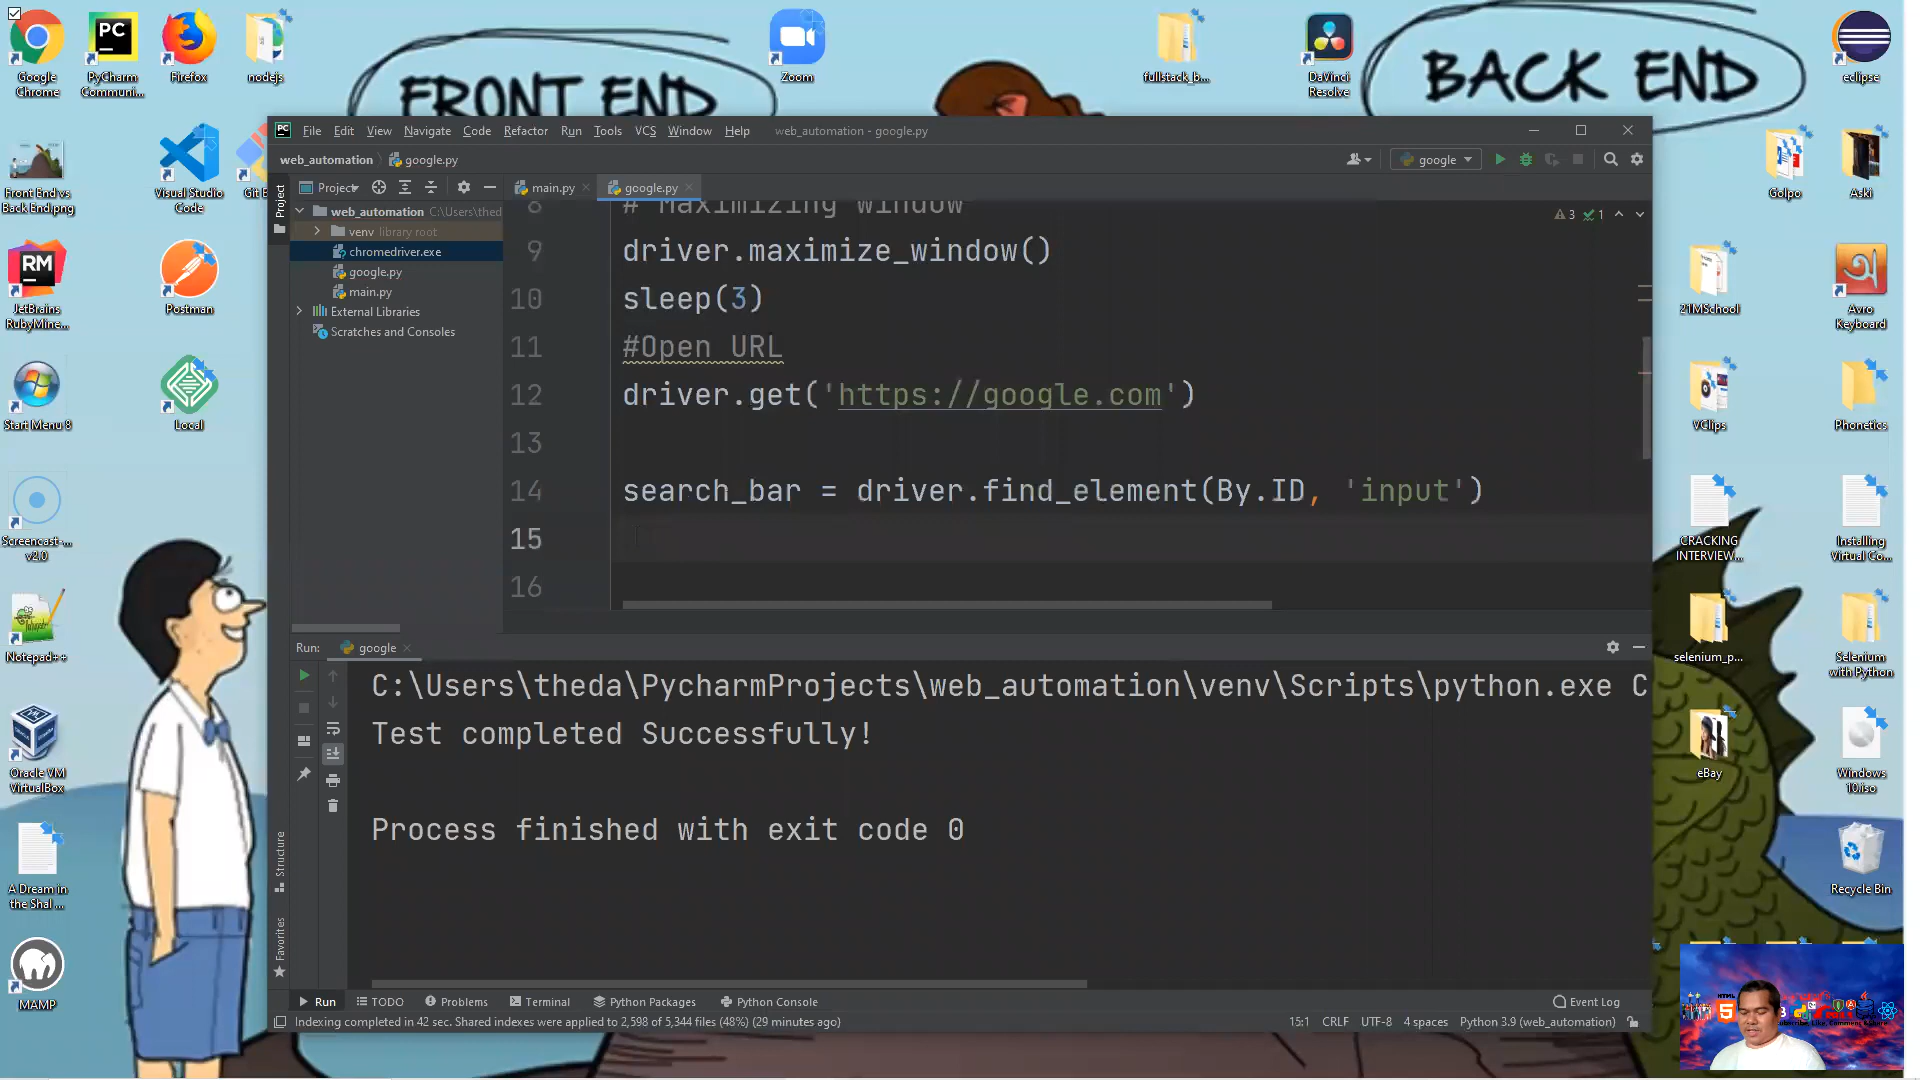 Google Chrome
PyCharm Communi...
Firefox
nodejs
Zoom
fullstack_b...
DaVinci Resolve
eclipse
FRONT END
BACK END
PC
File Edit View Navigate Code Refactor Run Tools VCS Window Help web_automation - google.py
web_automation google.py
google
Project
Project
main.py
google.py
web_automation C:\Users\thed
venv library root
chromedriver.exe
google.py
main.py
External Libraries
Scratches and Consoles
3 1
8 # Maximizing window
9 driver.maximize_window()
10 sleep(3)
11 #Open URL
12 driver.get('https://google.com')
13
14 search_bar = driver.find_element(By.ID, 'input')
15
16
Run: google
C:\Users\theda\PycharmProjects\web_automation\venv\Scripts\python.exe C
Test completed Successfully!
Process finished with exit code 0
Structure
Favorites
Run TODO Problems Terminal Python Packages Python Console Event Log
Indexing completed in 42 sec. Shared indexes were applied to 2,598 of 5,344 files (48%) (29 minutes ago) 15:1 CRLF UTF-8 4 spaces Python 3.9 (web_automation)
Front End vs Back End.png
Visual Studio Code
Git B
RM
JetBrains RubyMine...
Postman
Start Menu 8
Local
Screencast-... v2.0
Notepad++
Oracle VM VirtualBox
A Dream in the Shal ...
MAMP
Golpo
Aski
21MSchool
অ
Avro Keyboard
VClips
Phonetics
CRACKING INTERVIEW...
Installing Virtual Co...
selenium_p...
Selenium with Python
eBay
Windows 10.iso
Recycle Bin